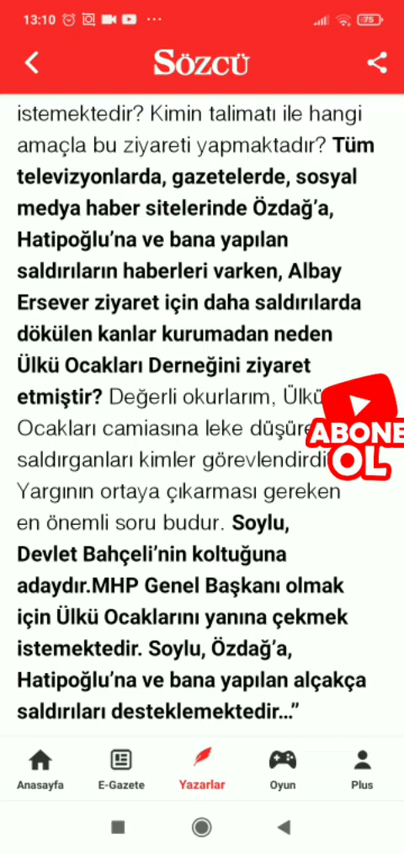 13:10
75
SÖZCÜ
istemektedir? Kimin talimatı ile hangi
amaçla bu ziyareti yapmaktadır? Tüm
televizyonlarda, gazetelerde, sosyal
medya haber sitelerinde Özdağ’a,
Hatipoğlu’na ve bana yapılan
saldırıların haberleri varken, Albay
Ersever ziyaret için daha saldırılarda
dökülen kanlar kurumadan neden
Ülkü Ocakları Derneğini ziyaret
etmiştir? Değerli okurlarım,
Ocakları camiasına leke
saldırganları kimler
Yargının ortaya çıkarması gereken
en önemli soru budur. Soylu,
Devlet Bahçeli’nin koltuğuna
adaydır.MHP Genel Başkanı olmak
için Ülkü Ocaklarını yanına çekmek
istemektedir. Soylu, Özdağ’a,
Hatipoğlu’na ve bana yapılan alçakça
saldırıları desteklemektedir...”
ABONE
OL
Anasayfa E-Gazete Yazarlar Oyun Plus